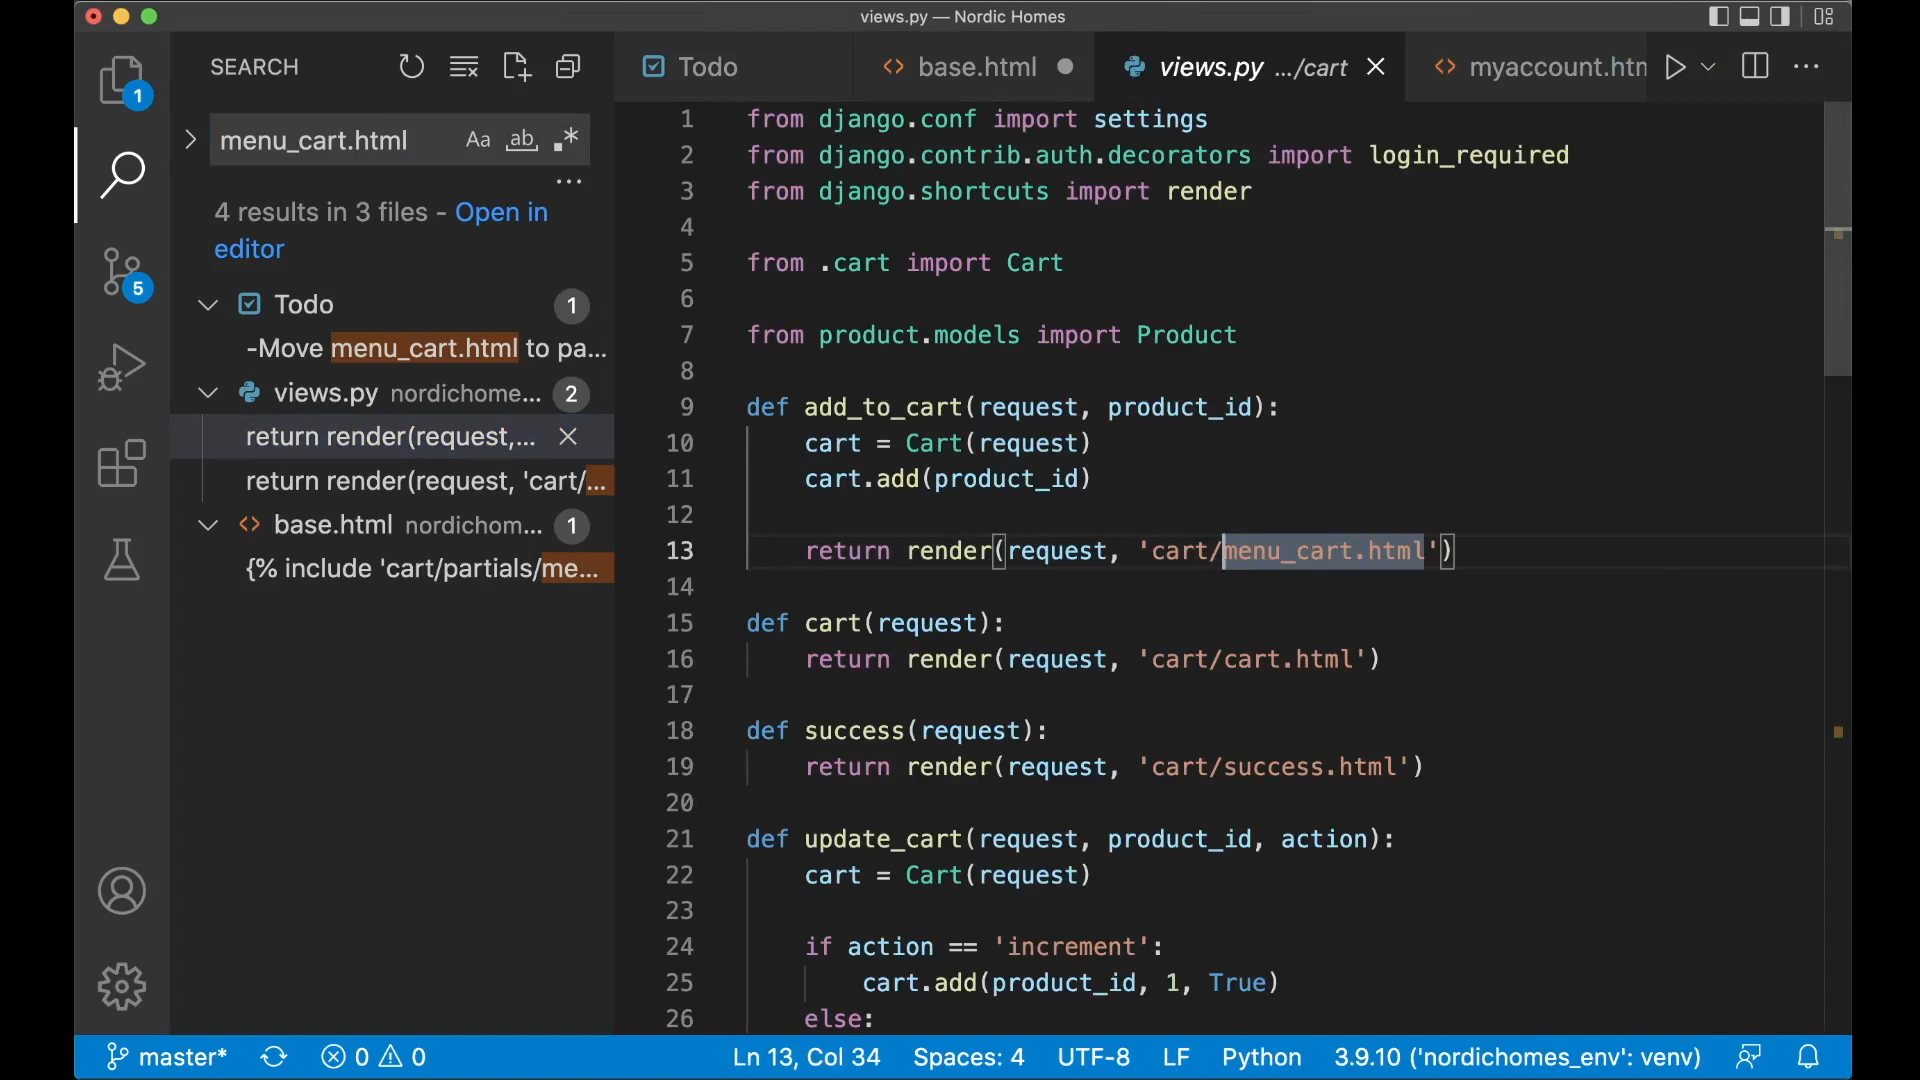 views.py — Nordic Homes
SEARCH
Todo
base.html
views.py .../cart
myaccount.htm
1
menu_cart.html
Aa
ab
.*
4 results in 3 files - Open in
editor
5
Todo
1
-Move menu_cart.html to pa...
views.py nordichome...
2
return render(request,...
return render(request, 'cart/...
base.html nordichom...
1
{% include 'cart/partials/me...
1 from django.conf import settings
2 from django.contrib.auth.decorators import login_required
3 from django.shortcuts import render
4
5 from .cart import Cart
6
7 from product.models import Product
8
9 def add_to_cart(request, product_id):
10 cart = Cart(request)
11 cart.add(product_id)
12
13 return render(request, 'cart/menu_cart.html')
14
15 def cart(request):
16 return render(request, 'cart/cart.html')
17
18 def success(request):
19 return render(request, 'cart/success.html')
20
21 def update_cart(request, product_id, action):
22 cart = Cart(request)
23
24 if action == 'increment':
25 cart.add(product_id, 1, True)
26 else:
master*
0
0
Ln 13, Col 34
Spaces: 4
UTF-8
LF
Python
3.9.10 ('nordichomes_env': venv)